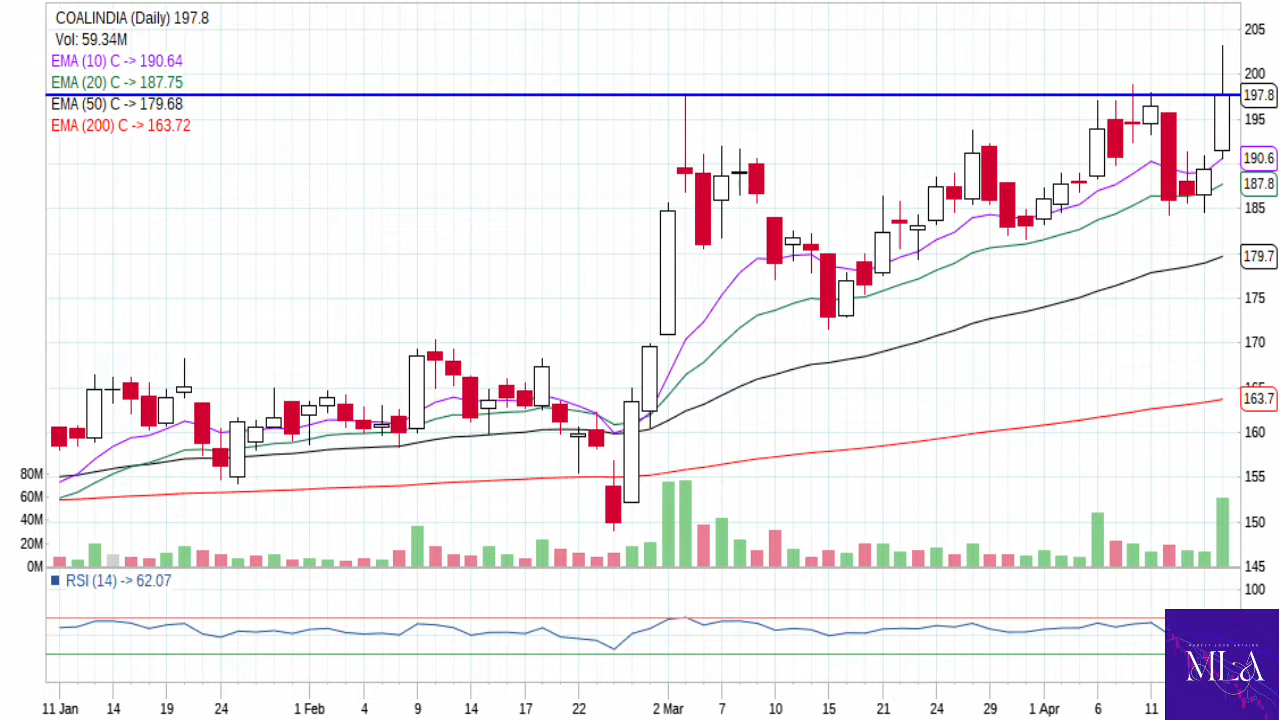 COALINDIA (Daily) 197.8
Vol: 59.34M
EMA (10) C -> 190.64
EMA (20) C -> 187.75
EMA (50) C -> 179.68
EMA (200) C -> 163.72
205
200
197.8
195
190.6
187.8
185
179.7
175
170
163.7
160
155
150
145
80M
60M
40M
20M
0M
RSI (14) -> 62.07
100
MARKET LOVE AFFAIRS
MLA
11 Jan 14 19 24 1 Feb 4 9 14 17 22 2 Mar 7 10 15 21 24 29 1 Apr 6 11